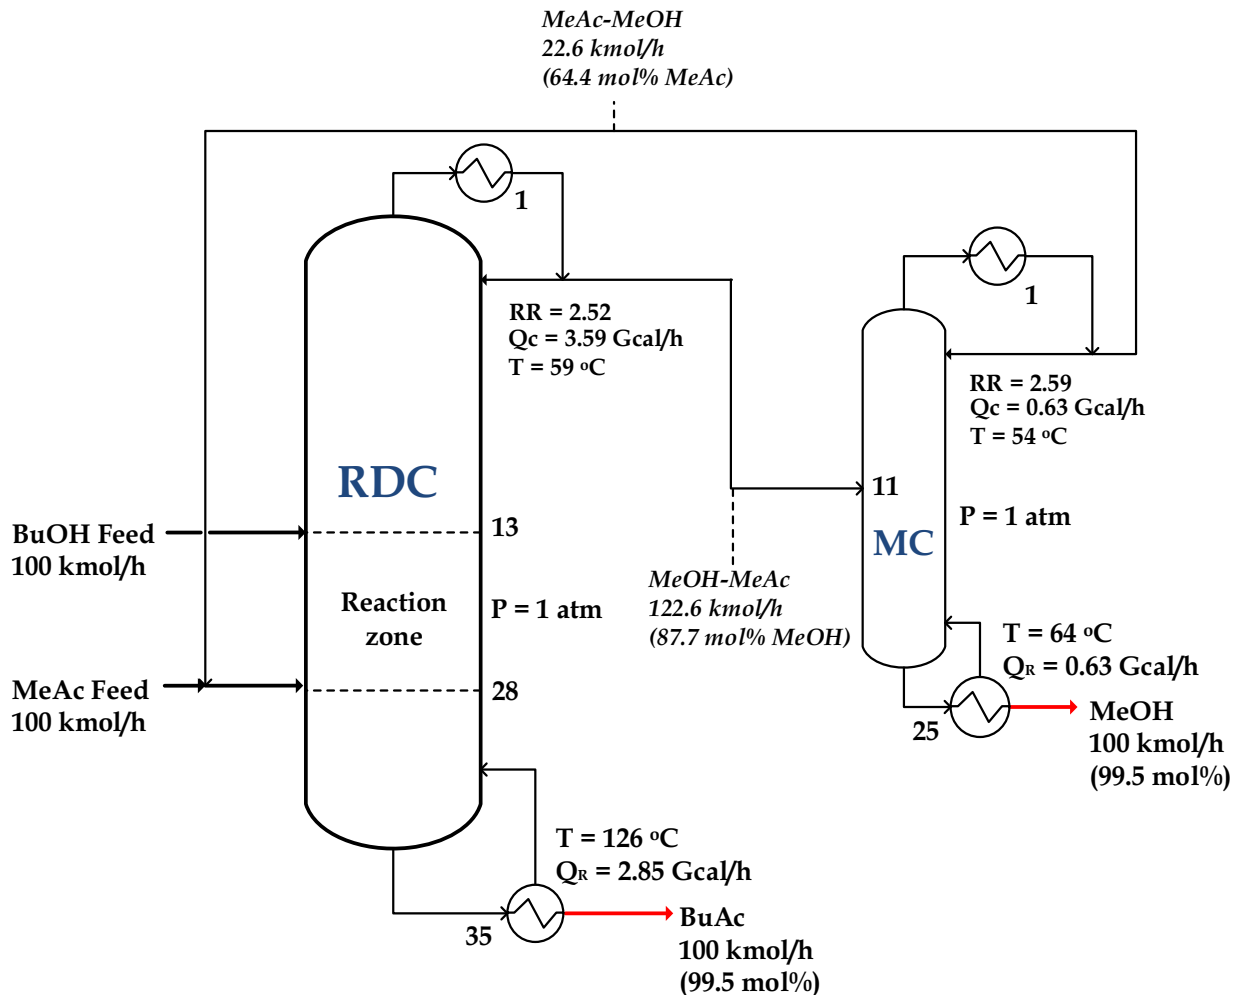 MeAc-MeOH
22.6 kmol/h
(64.4 mol% MeAc)
1
RR = 2.52
Qc = 3.59 Gcal/h
T = 59 °C
1
RR = 2.59
Qc = 0.63 Gcal/h
T = 54 °C
RDC
BuOH Feed
100 kmol/h
13
11
MC
P = 1 atm
MeOH-MeAc
122.6 kmol/h
(87.7 mol% MeOH)
Reaction
zone
P = 1 atm
MeAc Feed
100 kmol/h
28
T = 64 °C
QR = 0.63 Gcal/h
25
MeOH
100 kmol/h
(99.5 mol%)
T = 126 °C
QR = 2.85 Gcal/h
35
BuAc
100 kmol/h
(99.5 mol%)